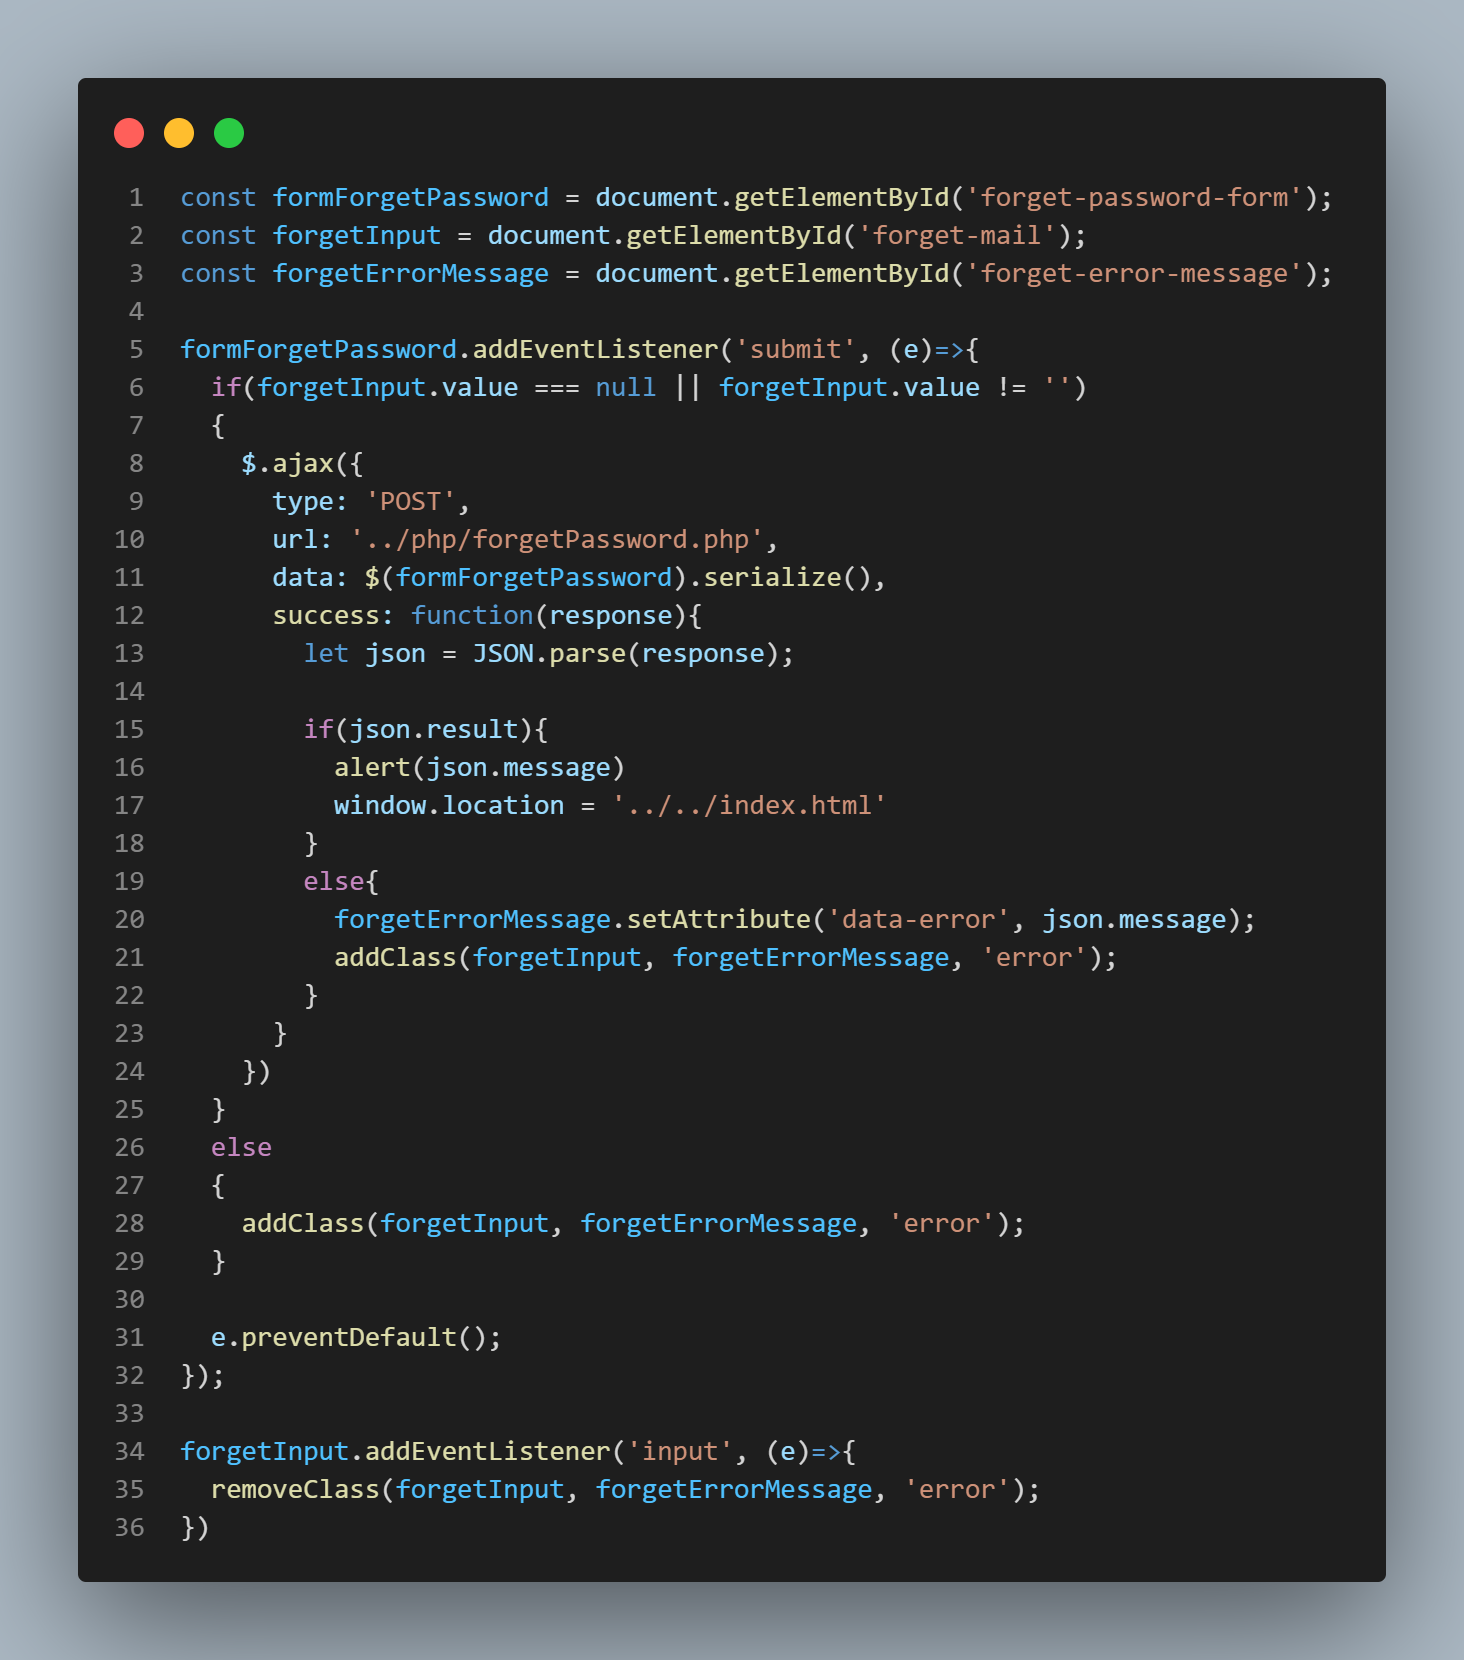 1 const formForgetPassword = document.getElementById('forget-password-form');
2 const forgetInput = document.getElementById('forget-mail');
3 const forgetErrorMessage = document.getElementById('forget-error-message');
4
5 formForgetPassword.addEventListener('submit', (e)=>{
6   if(forgetInput.value === null || forgetInput.value != '')
7   {
8     $.ajax({
9       type: 'POST',
10       url: '../php/forgetPassword.php',
11       data: $(formForgetPassword).serialize(),
12       success: function(response){
13         let json = JSON.parse(response);
14
15         if(json.result){
16           alert(json.message)
17           window.location = '../../index.html'
18         }
19         else{
20           forgetErrorMessage.setAttribute('data-error', json.message);
21           addClass(forgetInput, forgetErrorMessage, 'error');
22         }
23       }
24     })
25   }
26   else
27   {
28     addClass(forgetInput, forgetErrorMessage, 'error');
29   }
30
31   e.preventDefault();
32 });
33
34 forgetInput.addEventListener('input', (e)=>{
35   removeClass(forgetInput, forgetErrorMessage, 'error');
36 })